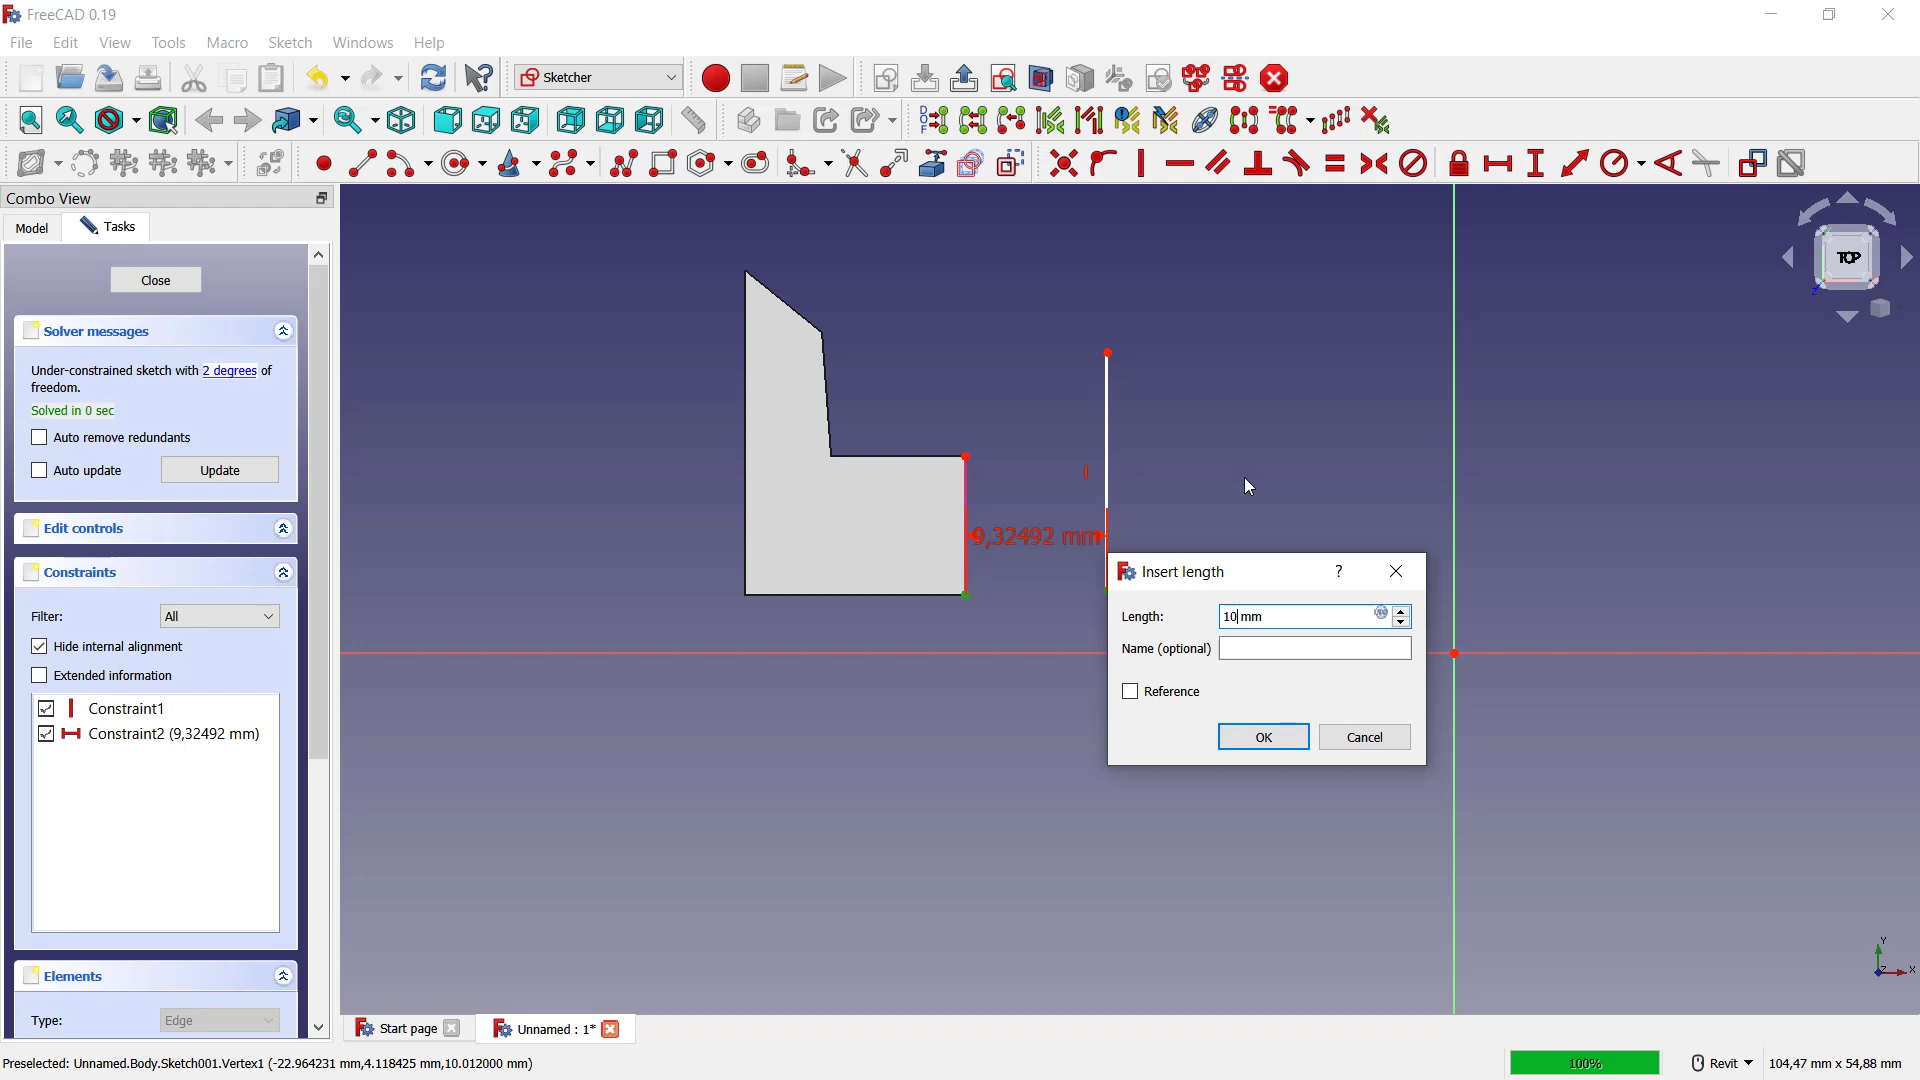 FreeCAD 0.19
File Edit View Tools Macro Sketch Windows Help
Sketcher
Combo View
Model Tasks
Close
Solver messages
Under-constrained sketch with 2 degrees of
freedom.
Solved in 0 sec
Auto remove redundants
Auto update Update
Edit controls
Constraints
Filter: All
Hide internal alignment
Extended information
Constraint1
Constraint2 (9,32492 mm)
Elements
Type: Edge
TOP
Z
9,32492 mm
Insert length ?
Length: 10 mm
Name (optional)
Reference
OK Cancel
Y
Z X
Start page Unnamed : 1*
Preselected: Unnamed.Body.Sketch001.Vertex1 (-22.964231 mm,4.118425 mm,10.012000 mm) 100% Revit 104,47 mm x 54,88 mm